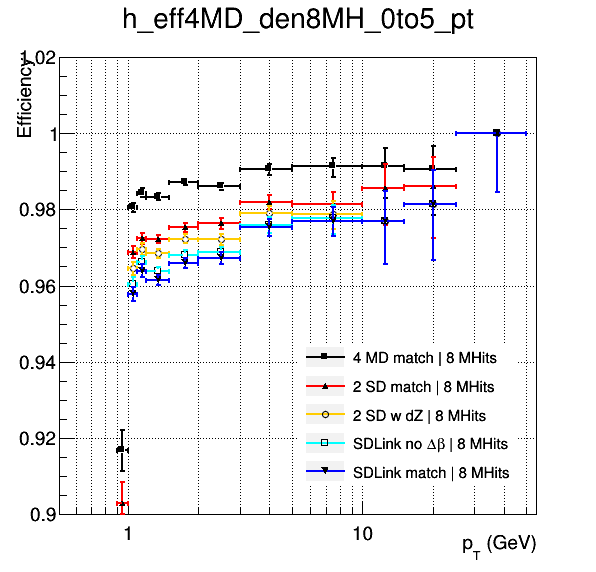 h_eff4MD_den8MH_0to5_pt
Efficiency
1.02
1
0.98
0.96
0.94
0.92
0.9
4 MD match | 8 MHits
2 SD match | 8 MHits
2 SD w dZ | 8 MHits
SDLink no Δβ | 8 MHits
SDLink match | 8 MHits
1
10
p_T (GeV)